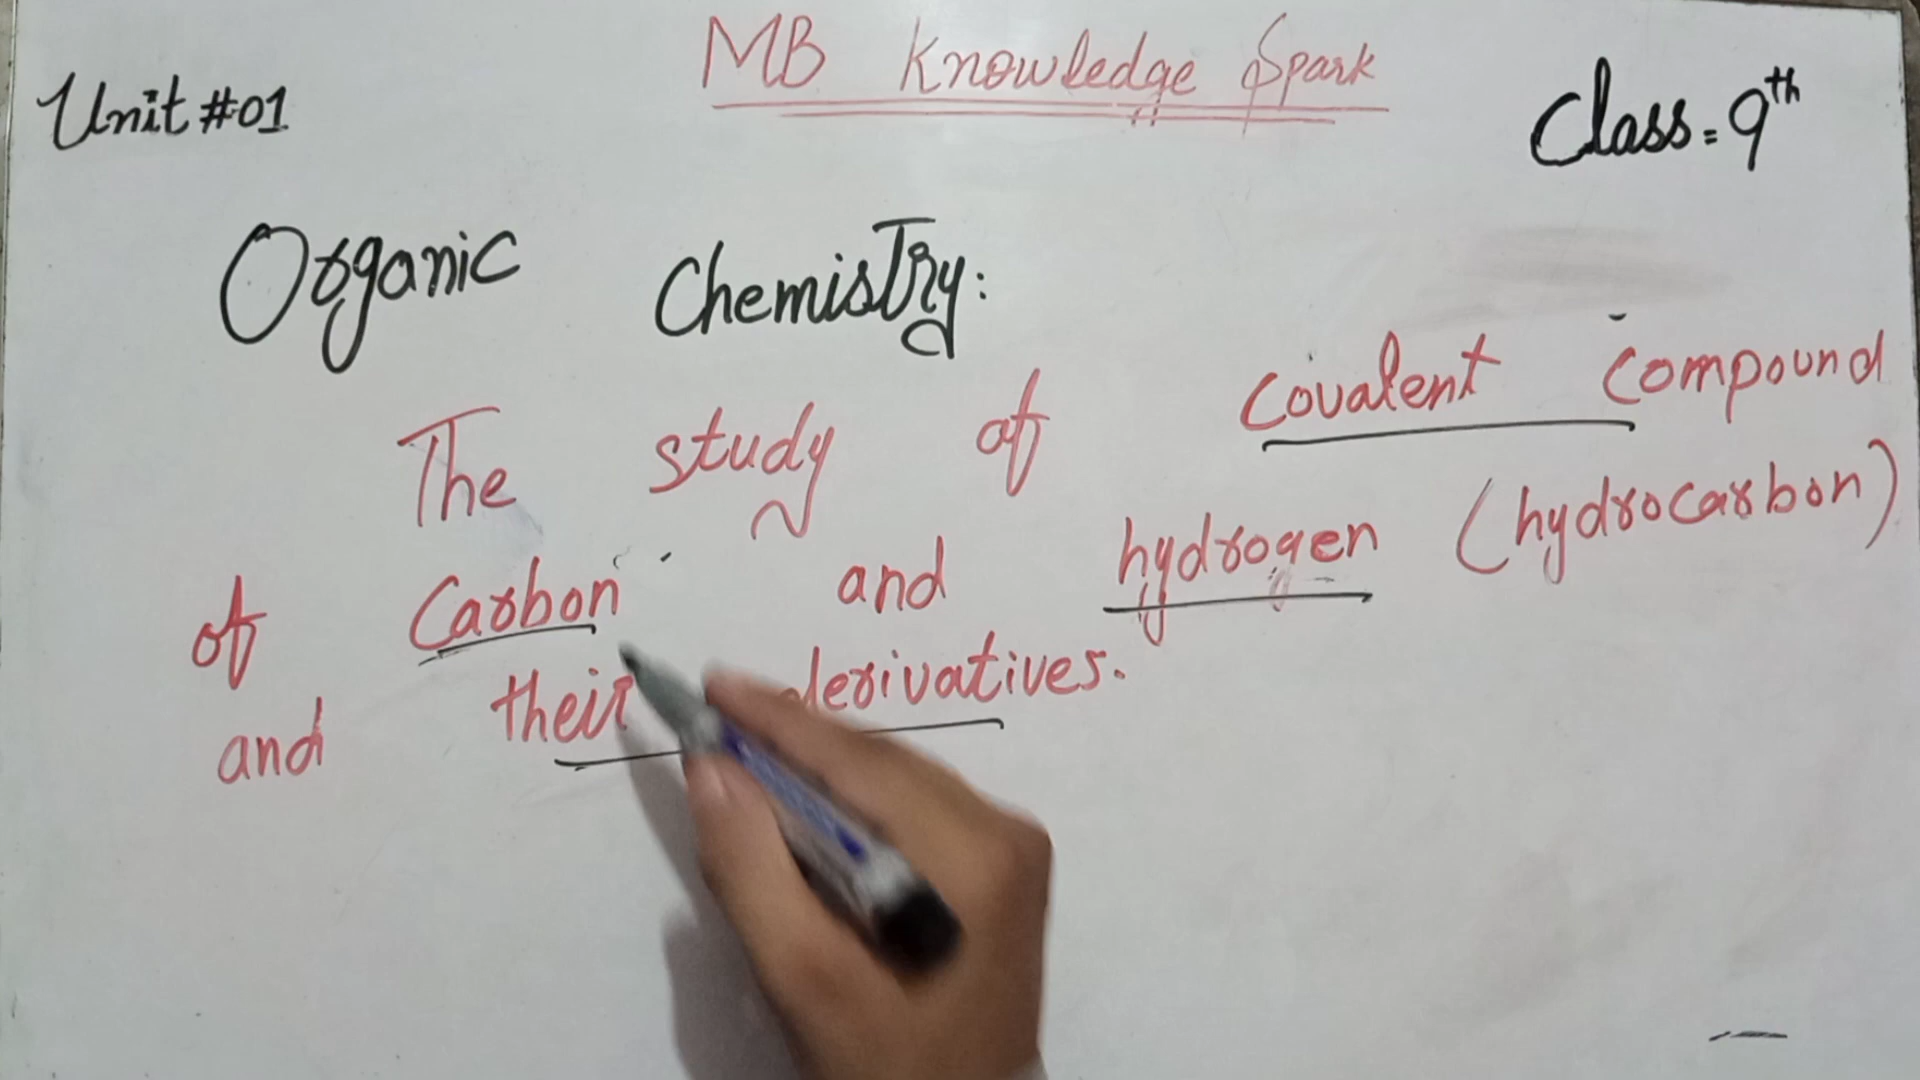 MB Knowledge Spark
Unit #01
Class = 9th
Organic Chemistry:
The study of covalent compound
of Carbon and hydrogen (hydrocarbon)
and their derivatives.